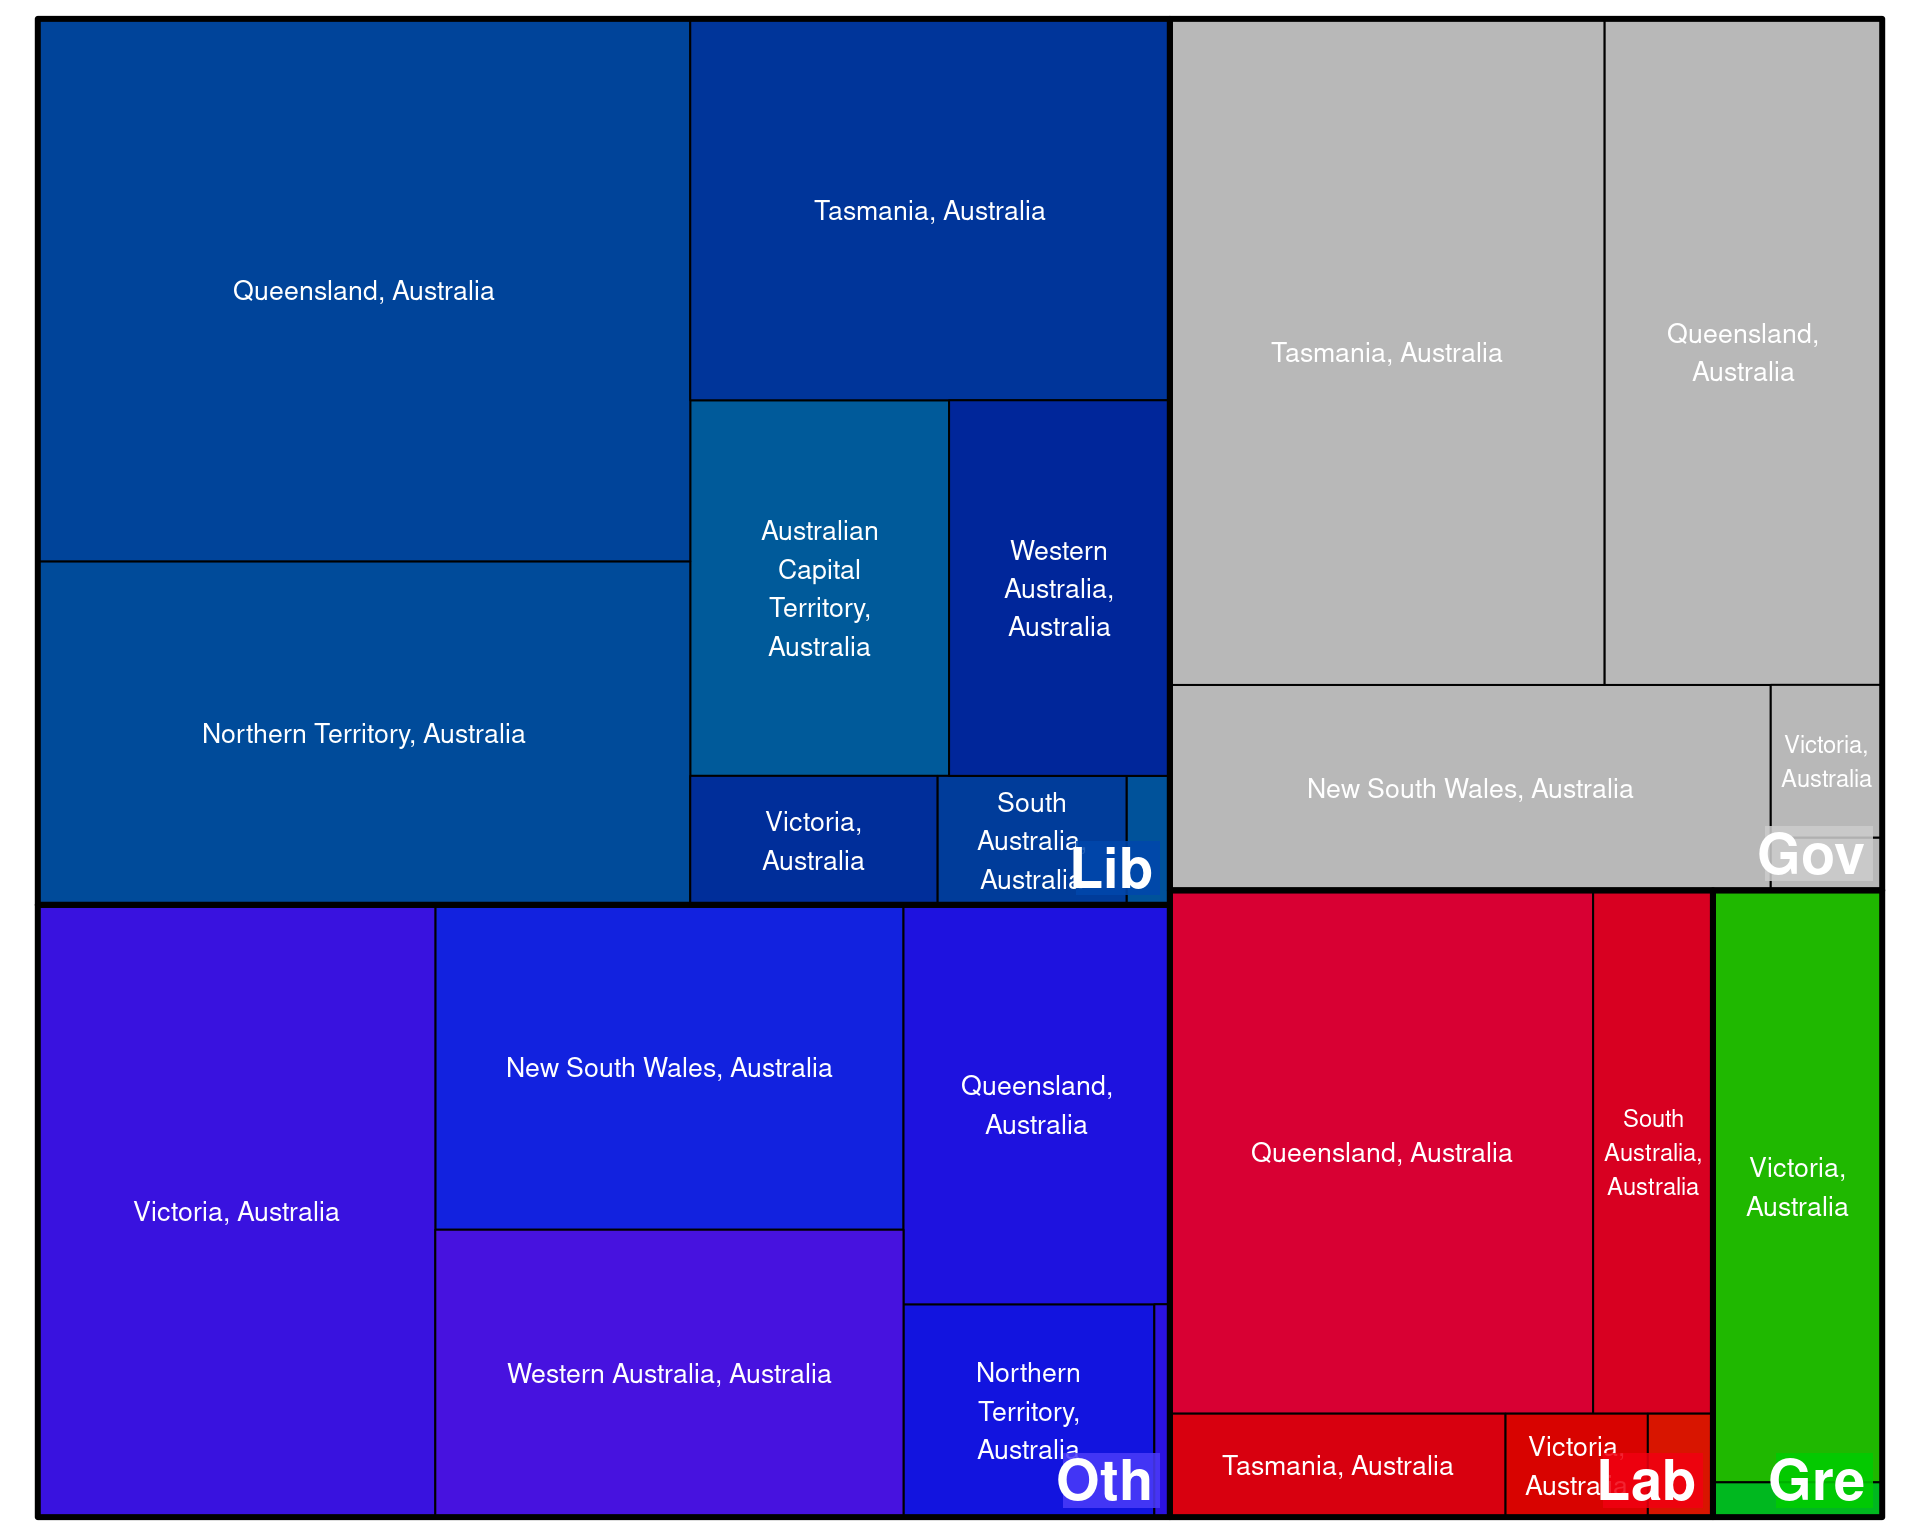 Queensland, Australia
Tasmania, Australia
Northern Territory, Australia
Australian
Capital
Territory,
Australia
Western
Australia,
Australia
Victoria,
Australia
South
Australia,
Australia
Lib
Tasmania, Australia
Queensland,
Australia
New South Wales, Australia
Victoria,
Australia
Gov
Victoria, Australia
New South Wales, Australia
Western Australia, Australia
Queensland,
Australia
Northern
Territory,
Australia
Oth
Queensland, Australia
South
Australia,
Australia
Tasmania, Australia
Victoria,
Australia
Lab
Victoria,
Australia
Gre